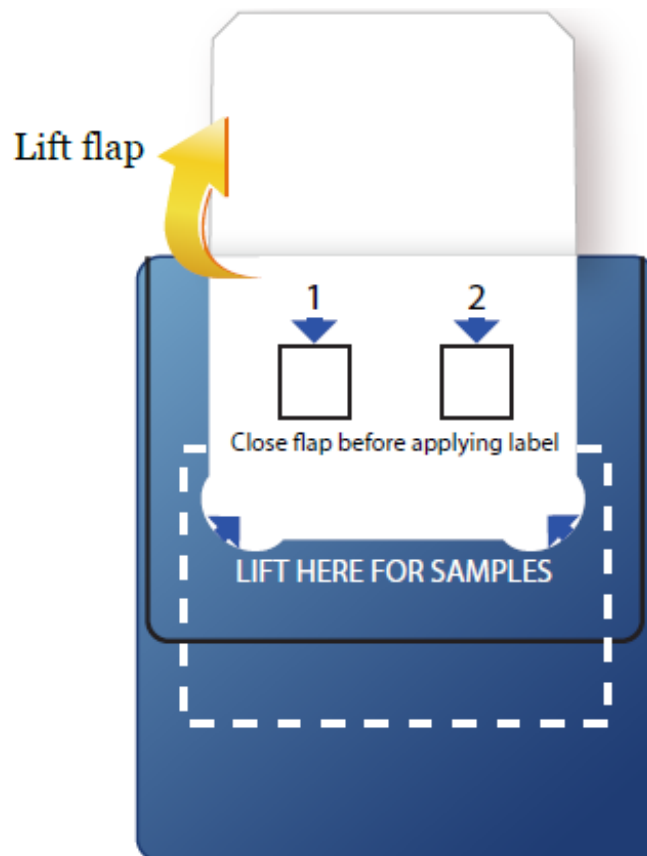 Lift flap
1 2
Close flap before applying label
LIFT HERE FOR SAMPLES